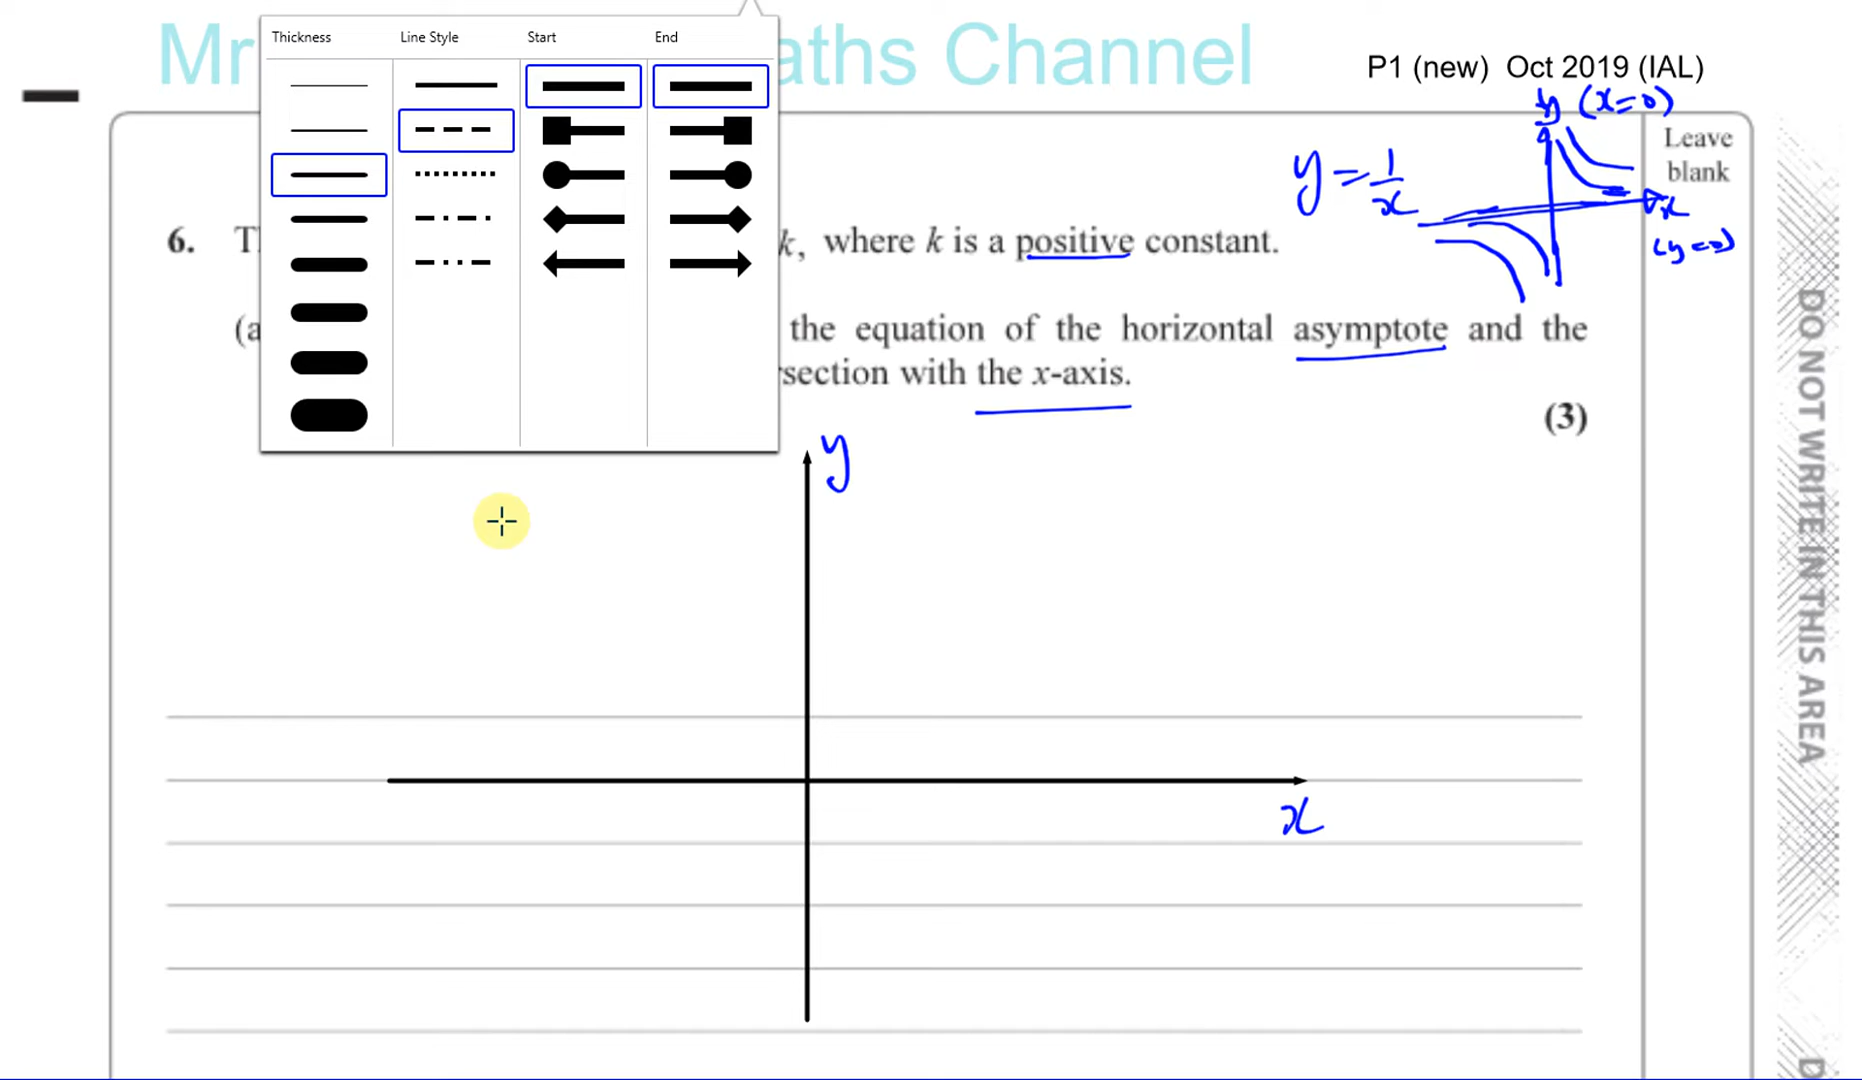 Mr aths Channel
Thickness Line Style Start End
P1 (new) Oct 2019 (IAL)
y (x=0)
Leave
blank
y = 1/x
x
(y=0)
6. T k, where k is a positive constant.
(a the equation of the horizontal asymptote and the
section with the x-axis.
(3)
y
x
DO NOT WRITE IN THIS AREA
D